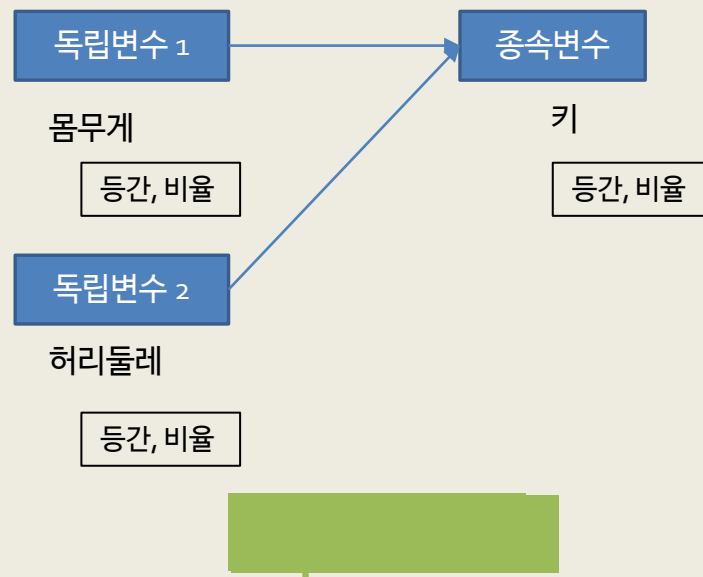 독립변수 1
종속변수
몸무게
키
등간, 비율
등간, 비율
독립변수 2
허리둘레
등간, 비율